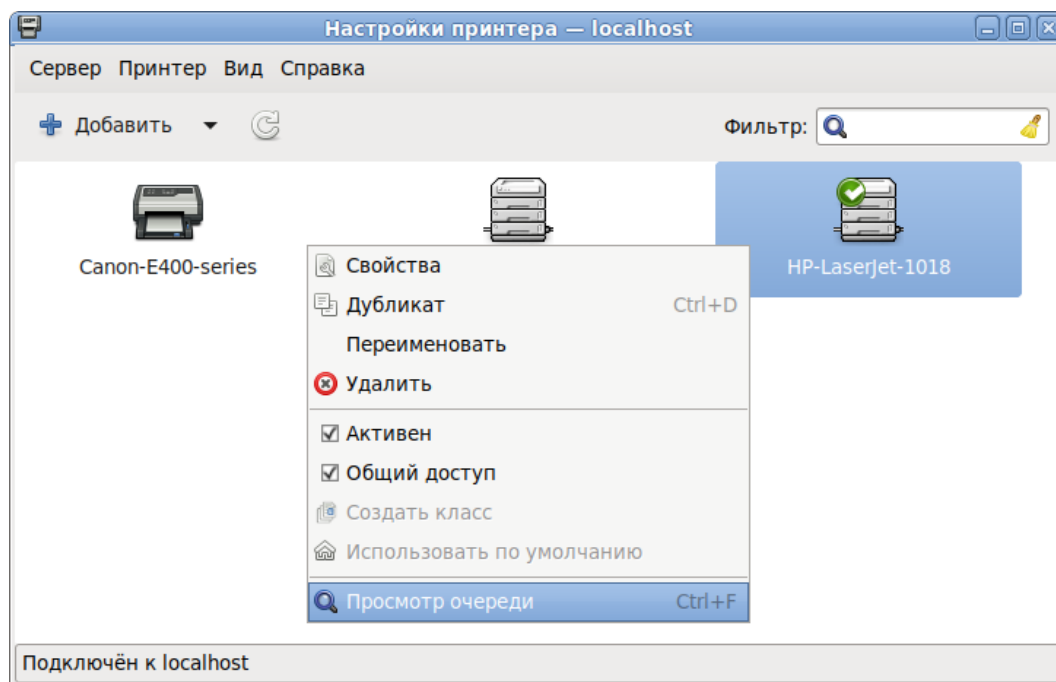 Настройки принтера — localhost
Сервер Принтер Вид Справка
Добавить
Фильтр:
Canon-E400-series
HP-LaserJet-1018
Свойства
Дубликат Ctrl+D
Переименовать
Удалить
Активен
Общий доступ
Создать класс
Использовать по умолчанию
Просмотр очереди Ctrl+F
Подключён к localhost